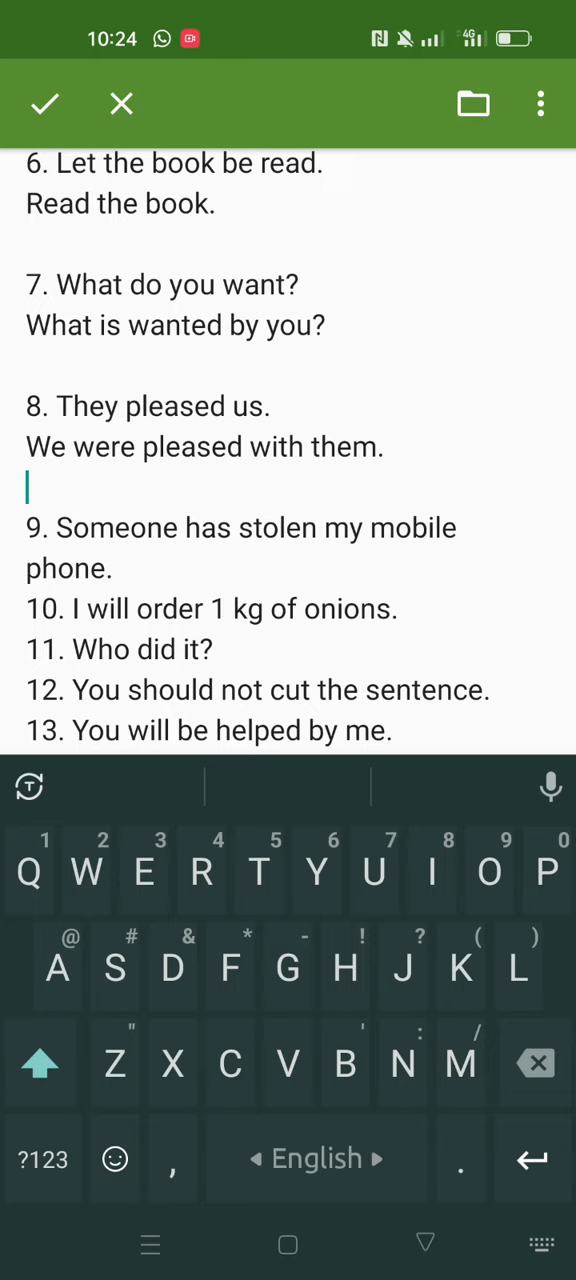 10:24 4G
6. Let the book be read.
Read the book.
7. What do you want?
What is wanted by you?
8. They pleased us.
We were pleased with them.
9. Someone has stolen my mobile
phone.
10. I will order 1 kg of onions.
11. Who did it?
12. You should not cut the sentence.
13. You will be helped by me.
1 2 3 4 5 6 7 8 9 0
Q W E R T Y U I O P
@ # & * - ! ? ( )
A S D F G H J K L
" ' : /
Z X C V B N M
?123 , English .